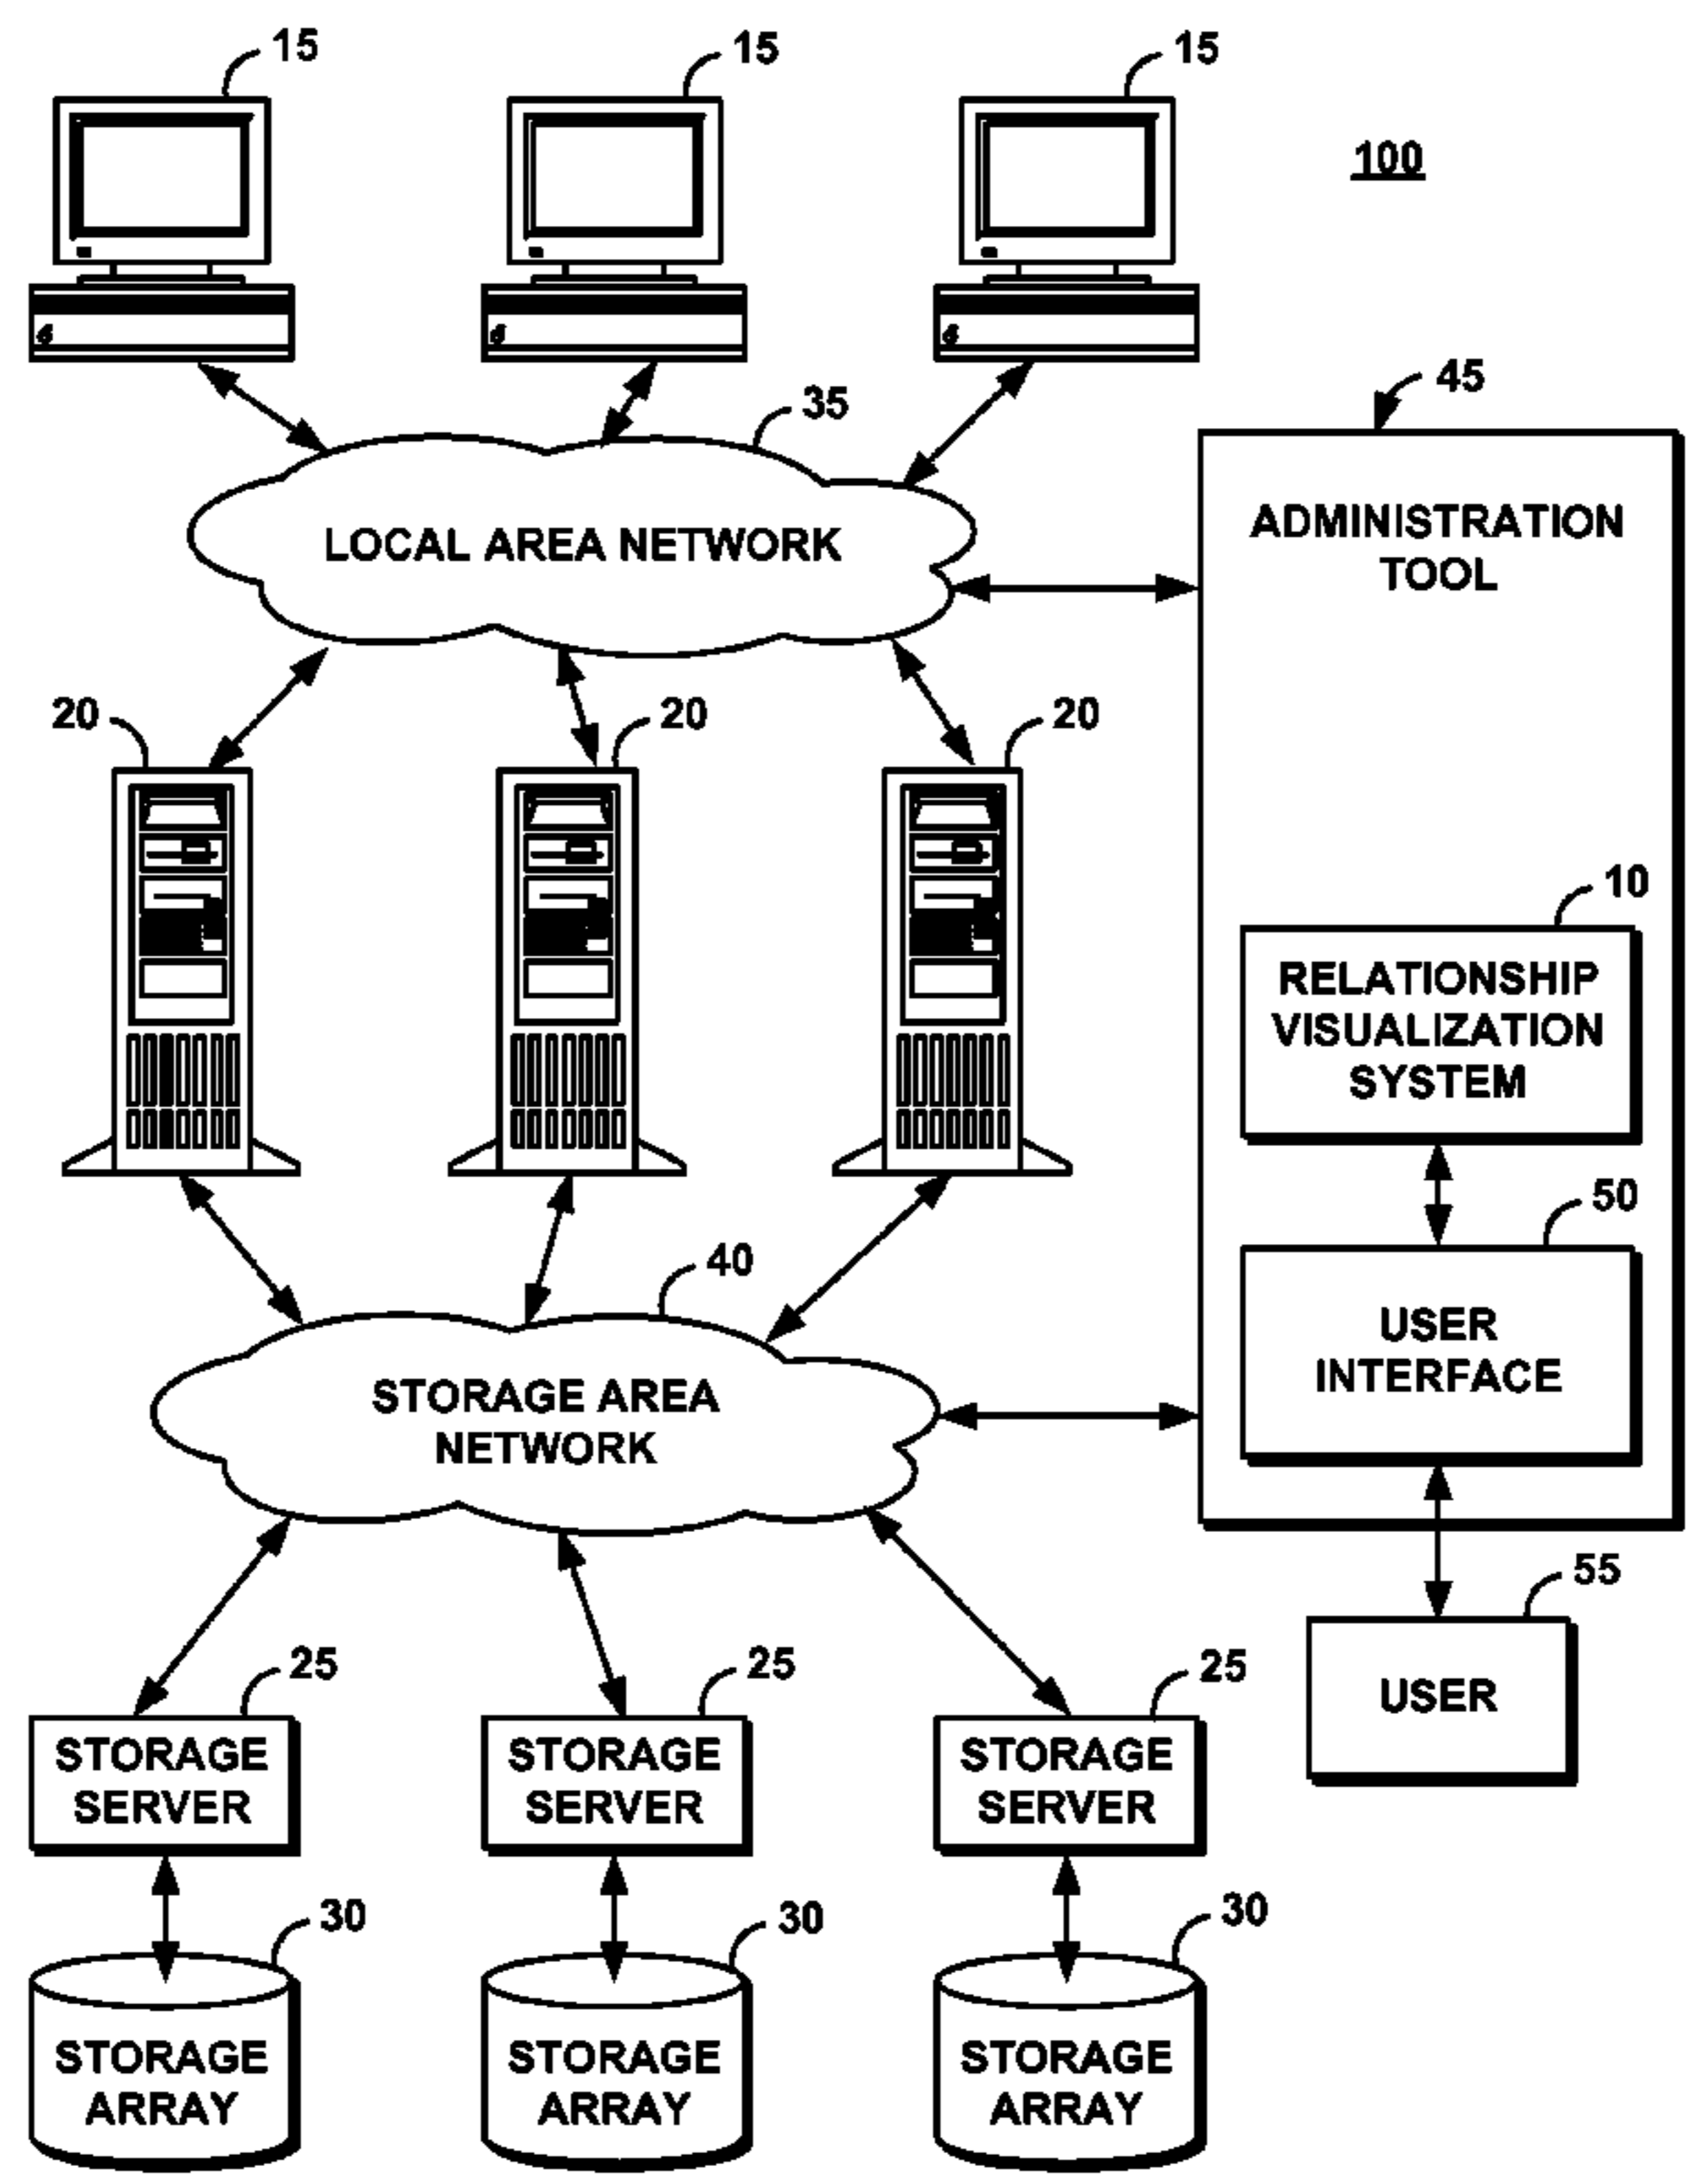 15
15
15
100
35
45
LOCAL AREA NETWORK
ADMINISTRATION
TOOL
20
20
20
10
RELATIONSHIP
VISUALIZATION
SYSTEM
50
40
USER
INTERFACE
STORAGE AREA
NETWORK
55
25
25
25
USER
STORAGE
SERVER
STORAGE
SERVER
STORAGE
SERVER
30
30
30
STORAGE
ARRAY
STORAGE
ARRAY
STORAGE
ARRAY